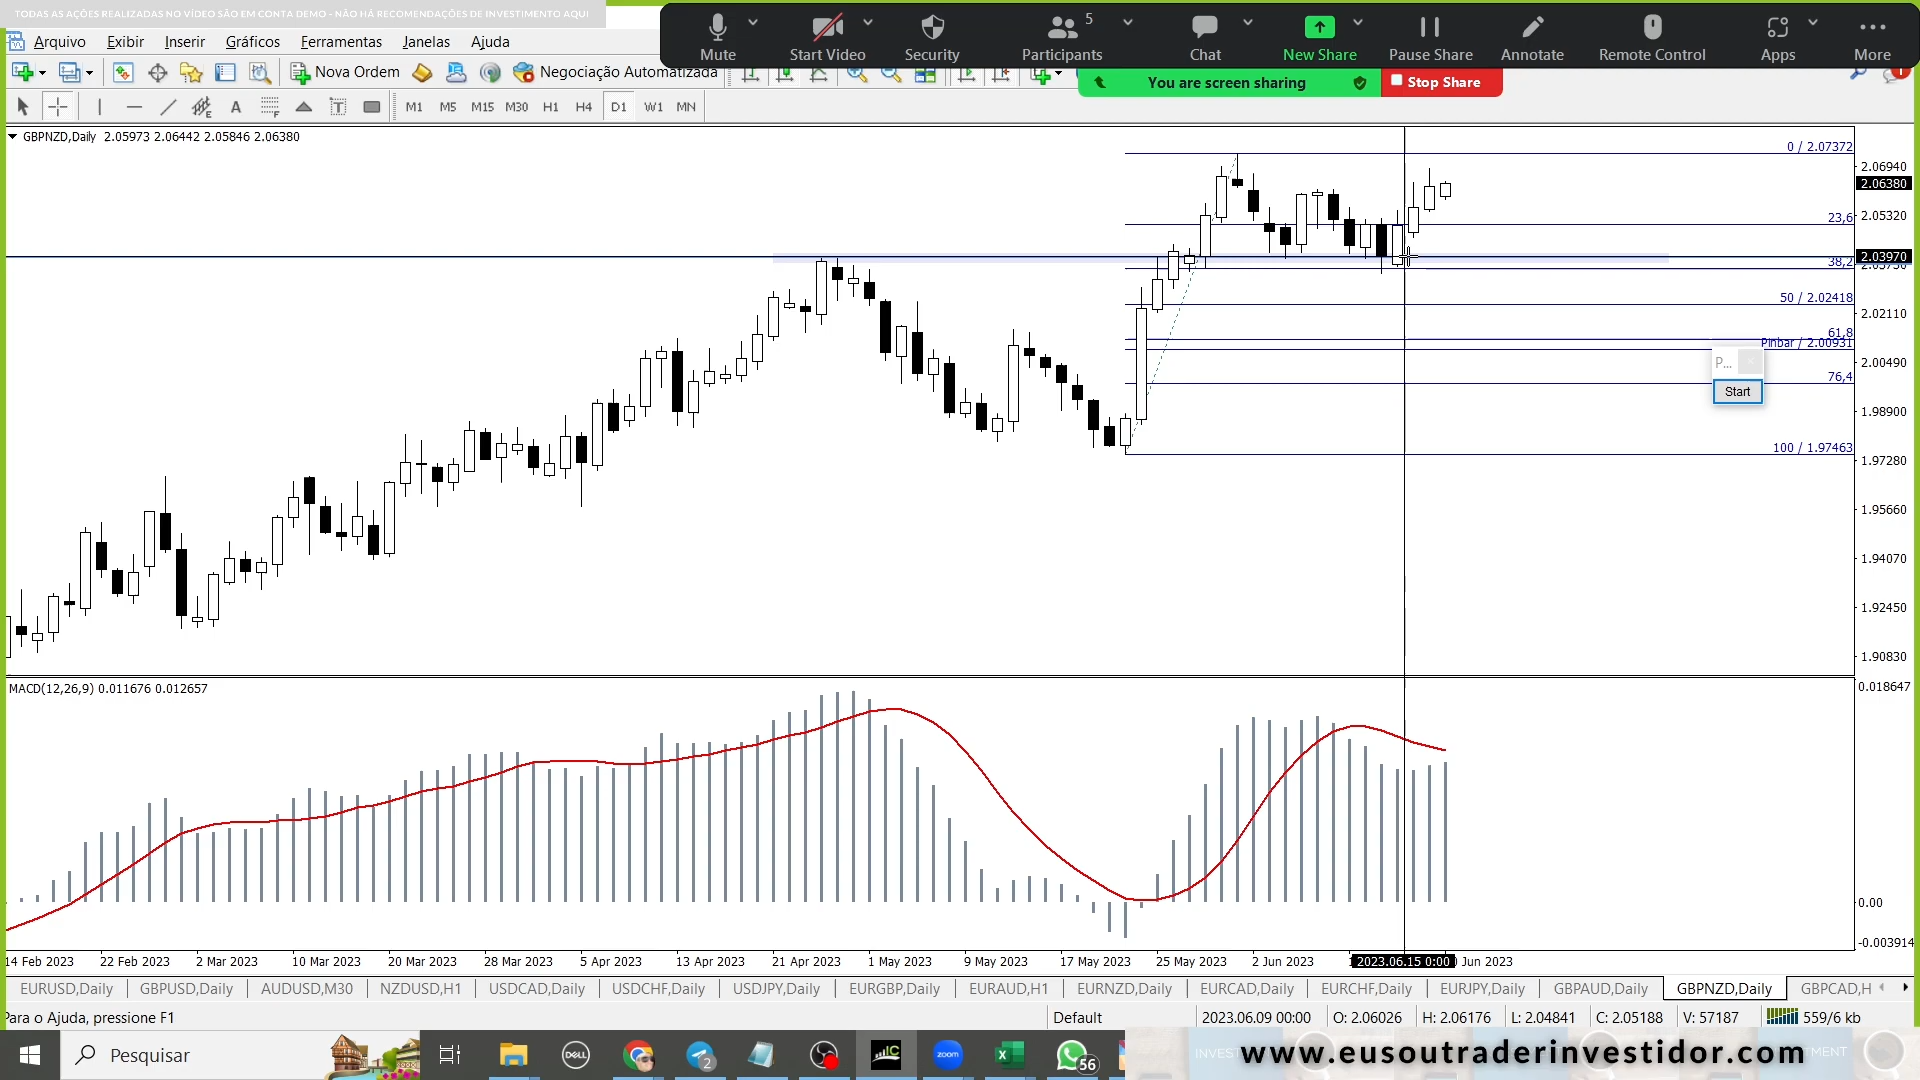 TODAS AS AÇÕES REALIZADAS NO VÍDEO SÃO EM CONTA DEMO - NÃO HÁ RECOMENDAÇÕES DE INVESTIMENTO AQUI
5
Mute Start Video Security Participants Chat New Share Pause Share Annotate Remote Control Apps More
You are screen sharing Stop Share
Arquivo Exibir Inserir Gráficos Ferramentas Janelas Ajuda
Nova Ordem Negociação Automatizada
A T M1 M5 M15 M30 H1 H4 D1 W1 MN
GBPNZD,Daily 2.05973 2.06442 2.05846 2.06380
0 / 2.07372
2.06940
2.06380
23,6
2.05320
2.03970
38,2
50 / 2.02418
2.02110
61,8
Pinbar / 2.00931
2.00490
P...
76,4
Start
1.98900
100 / 1.97463
1.97280
1.95660
1.94070
1.92450
1.90830
MACD(12,26,9) 0.011676 0.012657
0.018647
0.00
-0.003914
14 Feb 2023 22 Feb 2023 2 Mar 2023 10 Mar 2023 20 Mar 2023 28 Mar 2023 5 Apr 2023 13 Apr 2023 21 Apr 2023 1 May 2023 9 May 2023 17 May 2023 25 May 2023 2 Jun 2023 2023.06.15 0:00 Jun 2023
EURUSD,Daily GBPUSD,Daily AUDUSD,M30 NZDUSD,H1 USDCAD,Daily USDCHF,Daily USDJPY,Daily EURGBP,Daily EURAUD,H1 EURNZD,Daily EURCAD,Daily EURCHF,Daily EURJPY,Daily GBPAUD,Daily GBPNZD,Daily GBPCAD,H
Para o Ajuda, pressione F1 Default 2023.06.09 00:00 O: 2.06026 H: 2.06176 L: 2.04841 C: 2.05188 V: 57187 559/6 kb
Pesquisar DELL 2 IC zoom 56
www.eusoutraderinvestidor.com